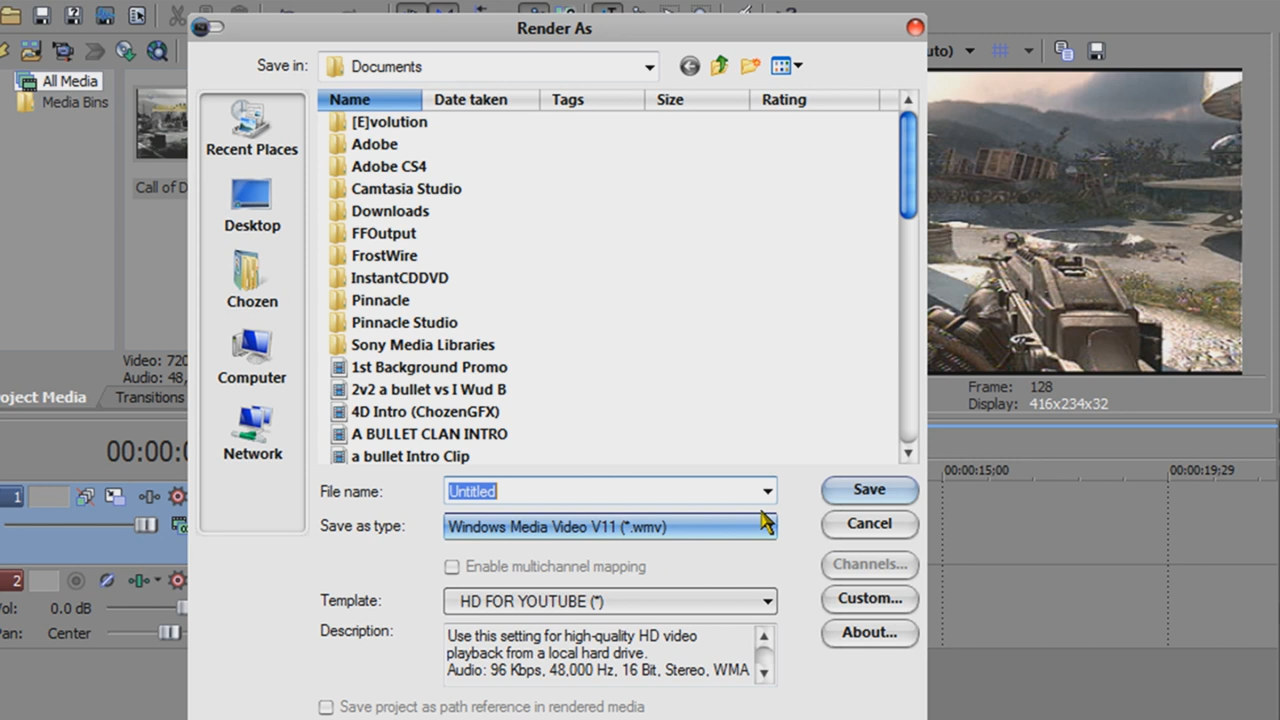 Render As
Save in:
Documents
uto)
All Media
Media Bins
Call of D
Name
Date taken
Tags
Size
Rating
Recent Places
Desktop
Chozen
Computer
Network
[E]volution
Adobe
Adobe CS4
Camtasia Studio
Downloads
FFOutput
FrostWire
InstantCDDVD
Pinnacle
Pinnacle Studio
Sony Media Libraries
1st Background Promo
2v2 a bullet vs I Wud B
4D Intro (ChozenGFX)
A BULLET CLAN INTRO
a bullet Intro Clip
Video: 720
Audio: 48,
oject Media
Transitions
Frame: 128
Display: 416x234x32
00:00:0
00:00:15;00
00:00:19;29
File name:
Untitled
Save
Save as type:
Windows Media Video V11 (*.wmv)
Cancel
Enable multichannel mapping
Channels...
Template:
HD FOR YOUTUBE (*)
Custom...
Description:
Use this setting for high-quality HD video
playback from a local hard drive.
Audio: 96 Kbps, 48,000 Hz, 16 Bit, Stereo, WMA
About...
Save project as path reference in rendered media
1
2
ol:
0.0 dB
an:
Center